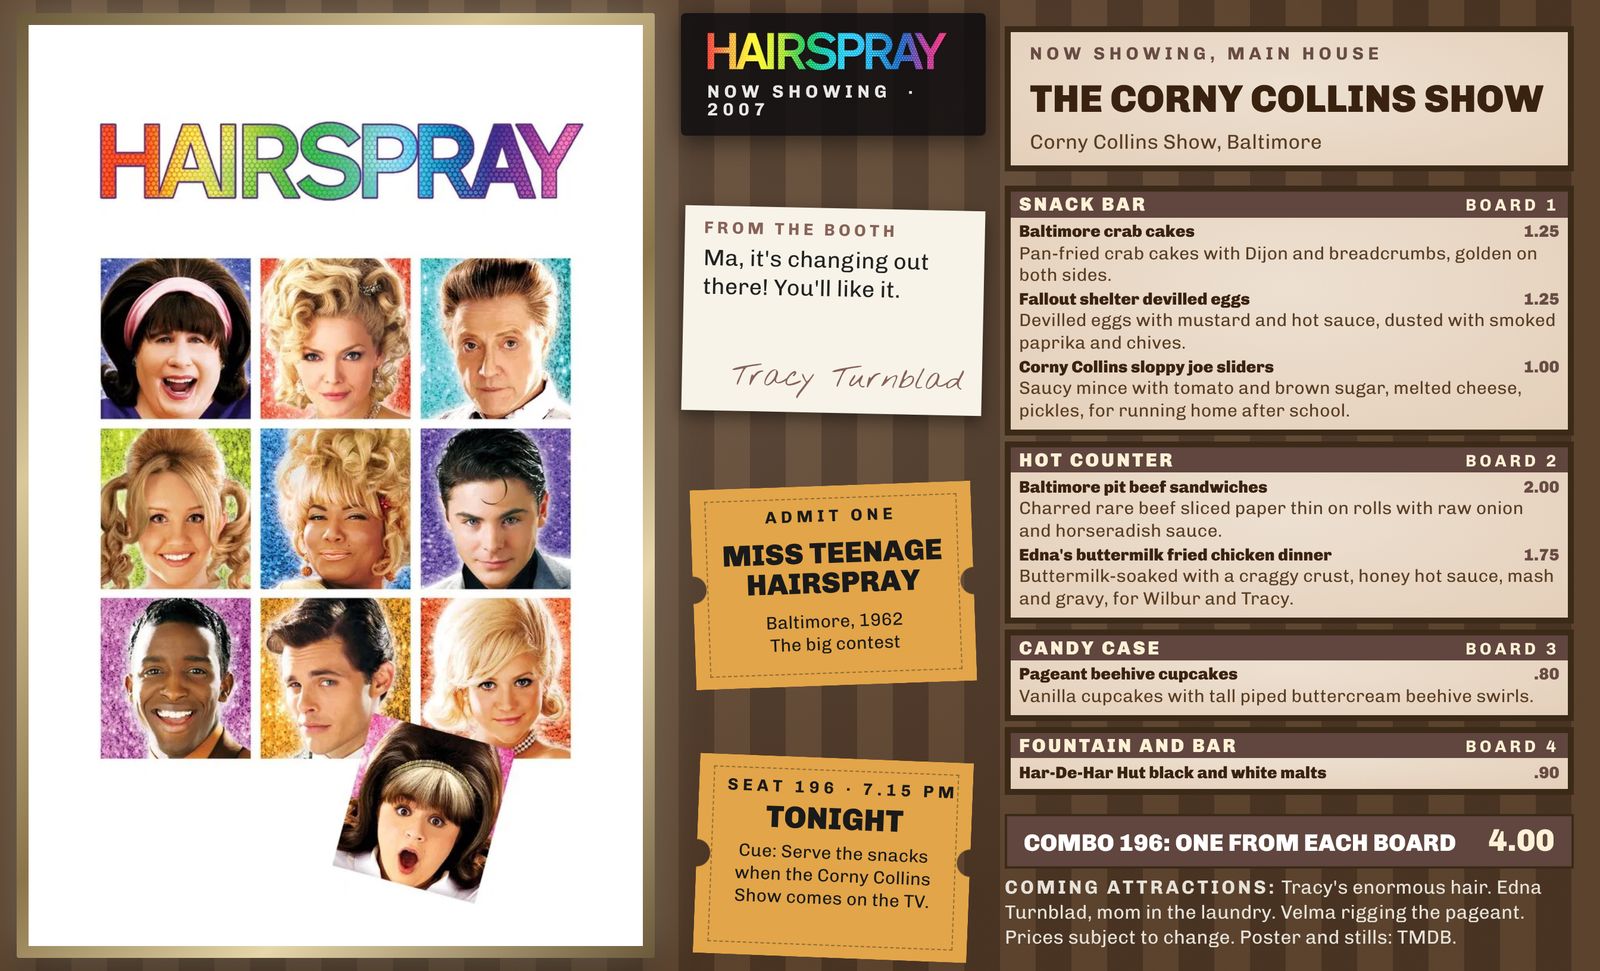 HAIRSPRAY
HAIRSPRAY
NOW SHOWING ·
2007
FROM THE BOOTH
Ma, it's changing out
there! You'll like it.
Tracy Turnblad
ADMIT ONE
MISS TEENAGE
HAIRSPRAY
Baltimore, 1962
The big contest
SEAT 196 · 7.15 PM
TONIGHT
Cue: Serve the snacks
when the Corny Collins
Show comes on the TV.
NOW SHOWING, MAIN HOUSE
THE CORNY COLLINS SHOW
Corny Collins Show, Baltimore
SNACK BAR BOARD 1
Baltimore crab cakes 1.25
Pan-fried crab cakes with Dijon and breadcrumbs, golden on
both sides.
Fallout shelter devilled eggs 1.25
Devilled eggs with mustard and hot sauce, dusted with smoked
paprika and chives.
Corny Collins sloppy joe sliders 1.00
Saucy mince with tomato and brown sugar, melted cheese,
pickles, for running home after school.
HOT COUNTER BOARD 2
Baltimore pit beef sandwiches 2.00
Charred rare beef sliced paper thin on rolls with raw onion
and horseradish sauce.
Edna's buttermilk fried chicken dinner 1.75
Buttermilk-soaked with a craggy crust, honey hot sauce, mash
and gravy, for Wilbur and Tracy.
CANDY CASE BOARD 3
Pageant beehive cupcakes .80
Vanilla cupcakes with tall piped buttercream beehive swirls.
FOUNTAIN AND BAR BOARD 4
Har-De-Har Hut black and white malts .90
COMBO 196: ONE FROM EACH BOARD 4.00
COMING ATTRACTIONS: Tracy's enormous hair. Edna
Turnblad, mom in the laundry. Velma rigging the pageant.
Prices subject to change. Poster and stills: TMDB.